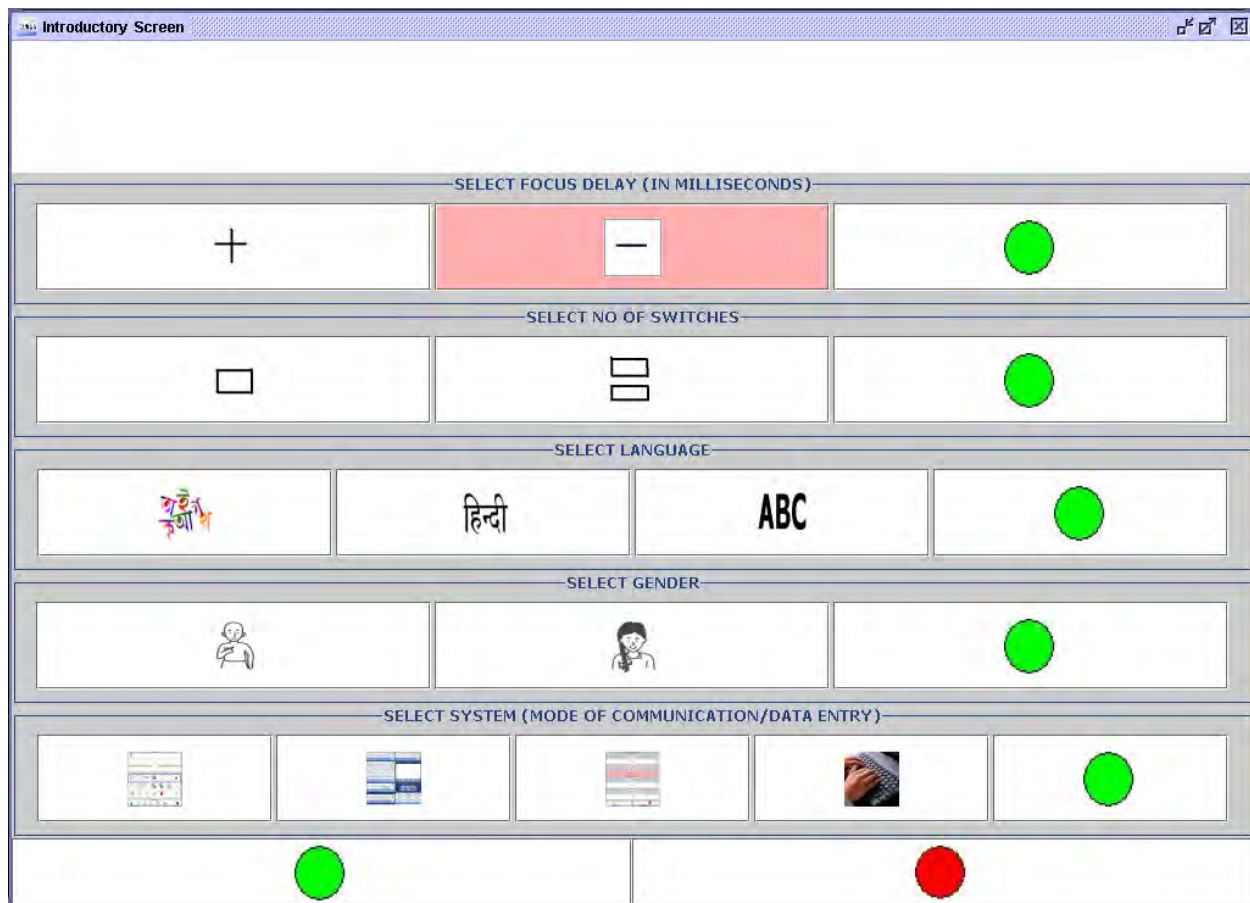 Introductory Screen
SELECT FOCUS DELAY (IN MILLISECONDS)
+
−
SELECT NO OF SWITCHES
SELECT LANGUAGE
हिन्दी
ABC
SELECT GENDER
SELECT SYSTEM (MODE OF COMMUNICATION/DATA ENTRY)